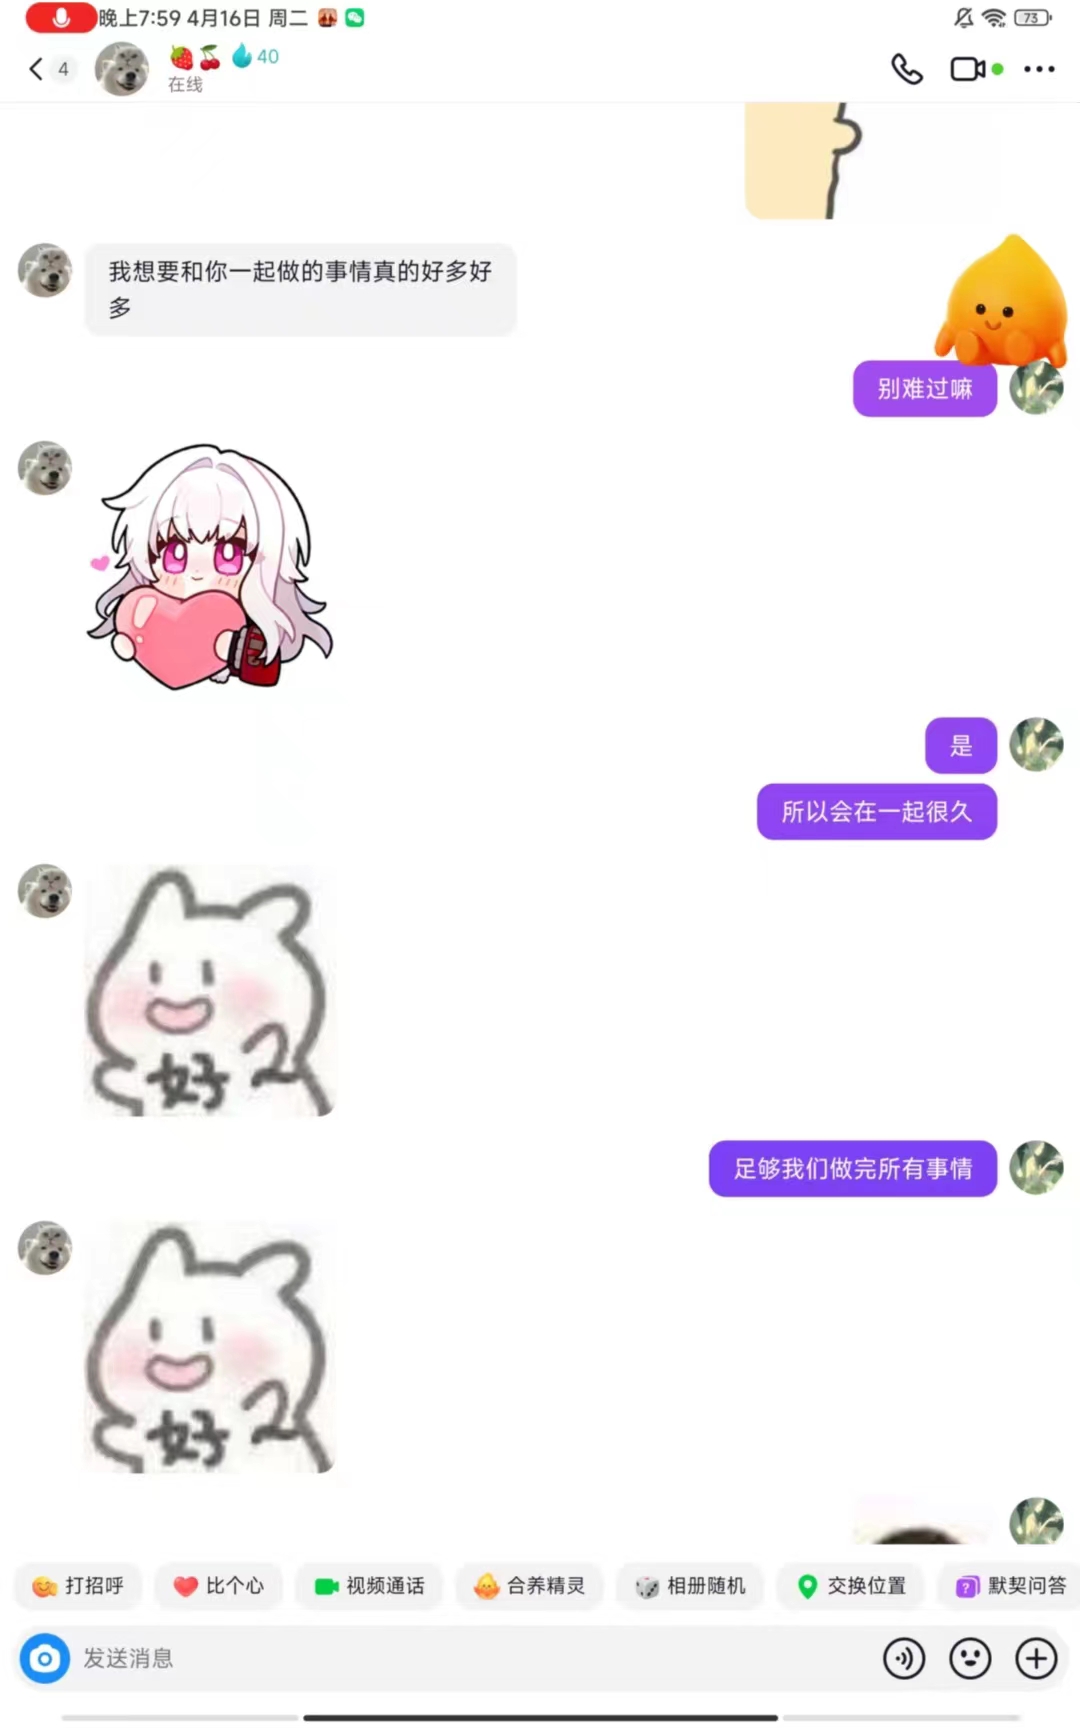 晚上7:59 4月16日 周二
73
4
40
在线
我想要和你一起做的事情真的好多好
多
别难过嘛
是
所以会在一起很久
好
足够我们做完所有事情
好
打招呼 比个心 视频通话 合养精灵 相册随机 交换位置 默契问答
发送消息